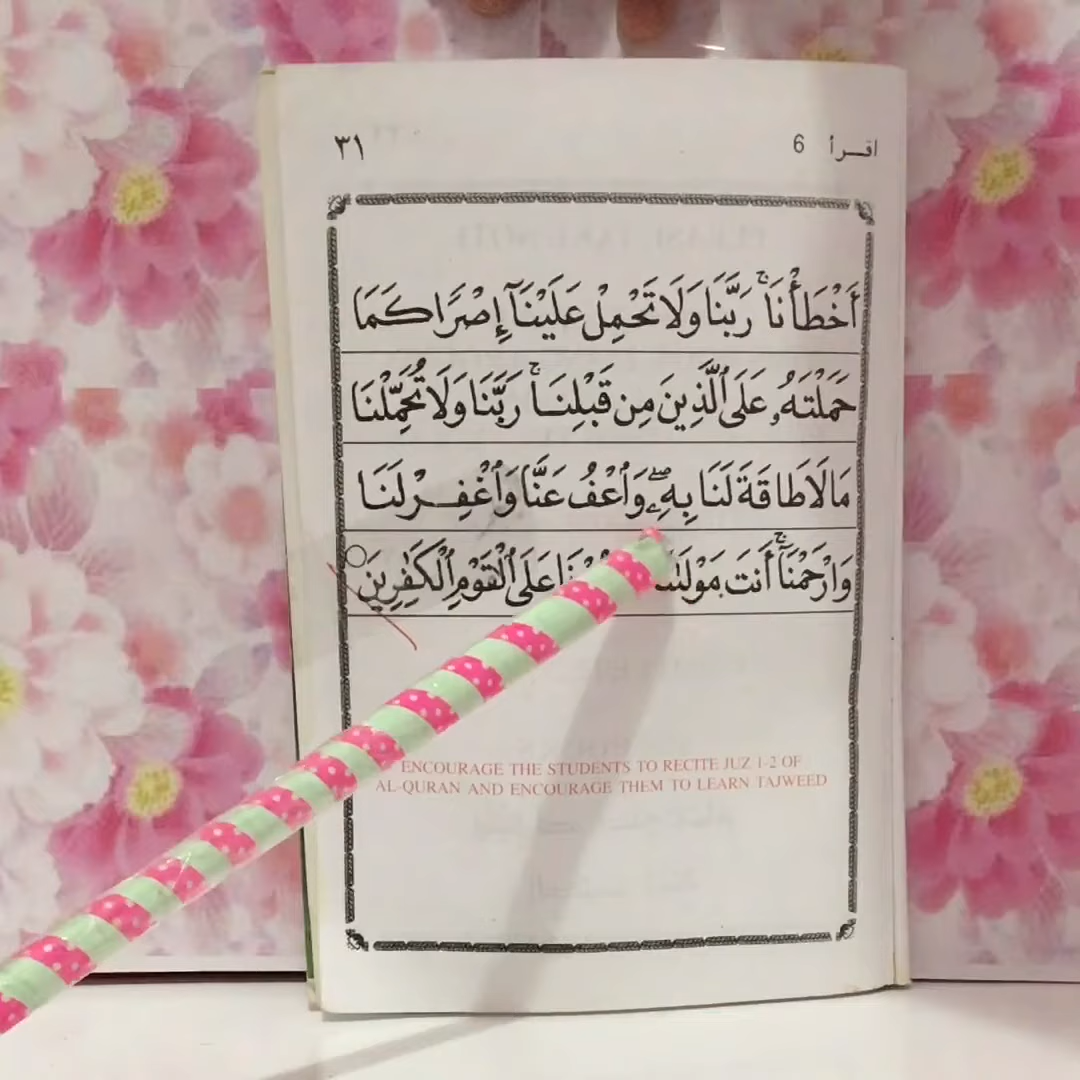 اقـــرأ 6 ٣١
أَخْطَأْنَاۚ رَبَّنَا وَلَا تَحْمِلْ عَلَيْنَآ إِصْرًا كَمَا
حَمَلْتَهُۥ عَلَى ٱلَّذِينَ مِن قَبْلِنَاۚ رَبَّنَا وَلَا تُحَمِّلْنَا
مَا لَا طَاقَةَ لَنَا بِهِۦۖ وَٱعْفُ عَنَّا وَٱغْفِرْ لَنَا
وَٱرْحَمْنَآۚ أَنتَ مَوْلَىٰنَا عَلَى ٱلْقَوْمِ ٱلْكَٰفِرِينَ
ENCOURAGE THE STUDENTS TO RECITE JUZ 1-2 OF
AL-QURAN AND ENCOURAGE THEM TO LEARN TAJWEED